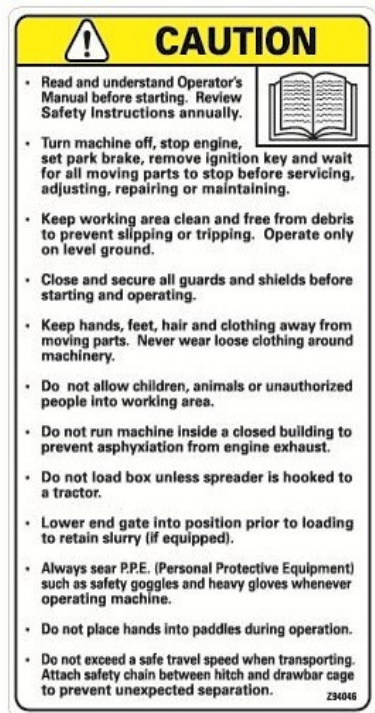 CAUTION
• Read and understand Operator's
Manual before starting. Review
Safety Instructions annually.
• Turn machine off, stop engine,
set park brake, remove ignition key and wait
for all moving parts to stop before servicing,
adjusting, repairing or maintaining.
• Keep working area clean and free from debris
to prevent slipping or tripping. Operate only
on level ground.
• Close and secure all guards and shields before
starting and operating.
• Keep hands, feet, hair and clothing away from
moving parts. Never wear loose clothing around
machinery.
• Do not allow children, animals or unauthorized
people into working area.
• Do not run machine inside a closed building to
prevent asphyxiation from engine exhaust.
• Do not load box unless spreader is hooked to
a tractor.
• Lower end gate into position prior to loading
to retain slurry (if equipped).
• Always sear P.P.E. (Personal Protective Equipment)
such as safety goggles and heavy gloves whenever
operating machine.
• Do not place hands into paddles during operation.
• Do not exceed a safe travel speed when transporting.
Attach safety chain between hitch and drawbar cage
to prevent unexpected separation.
Z94046